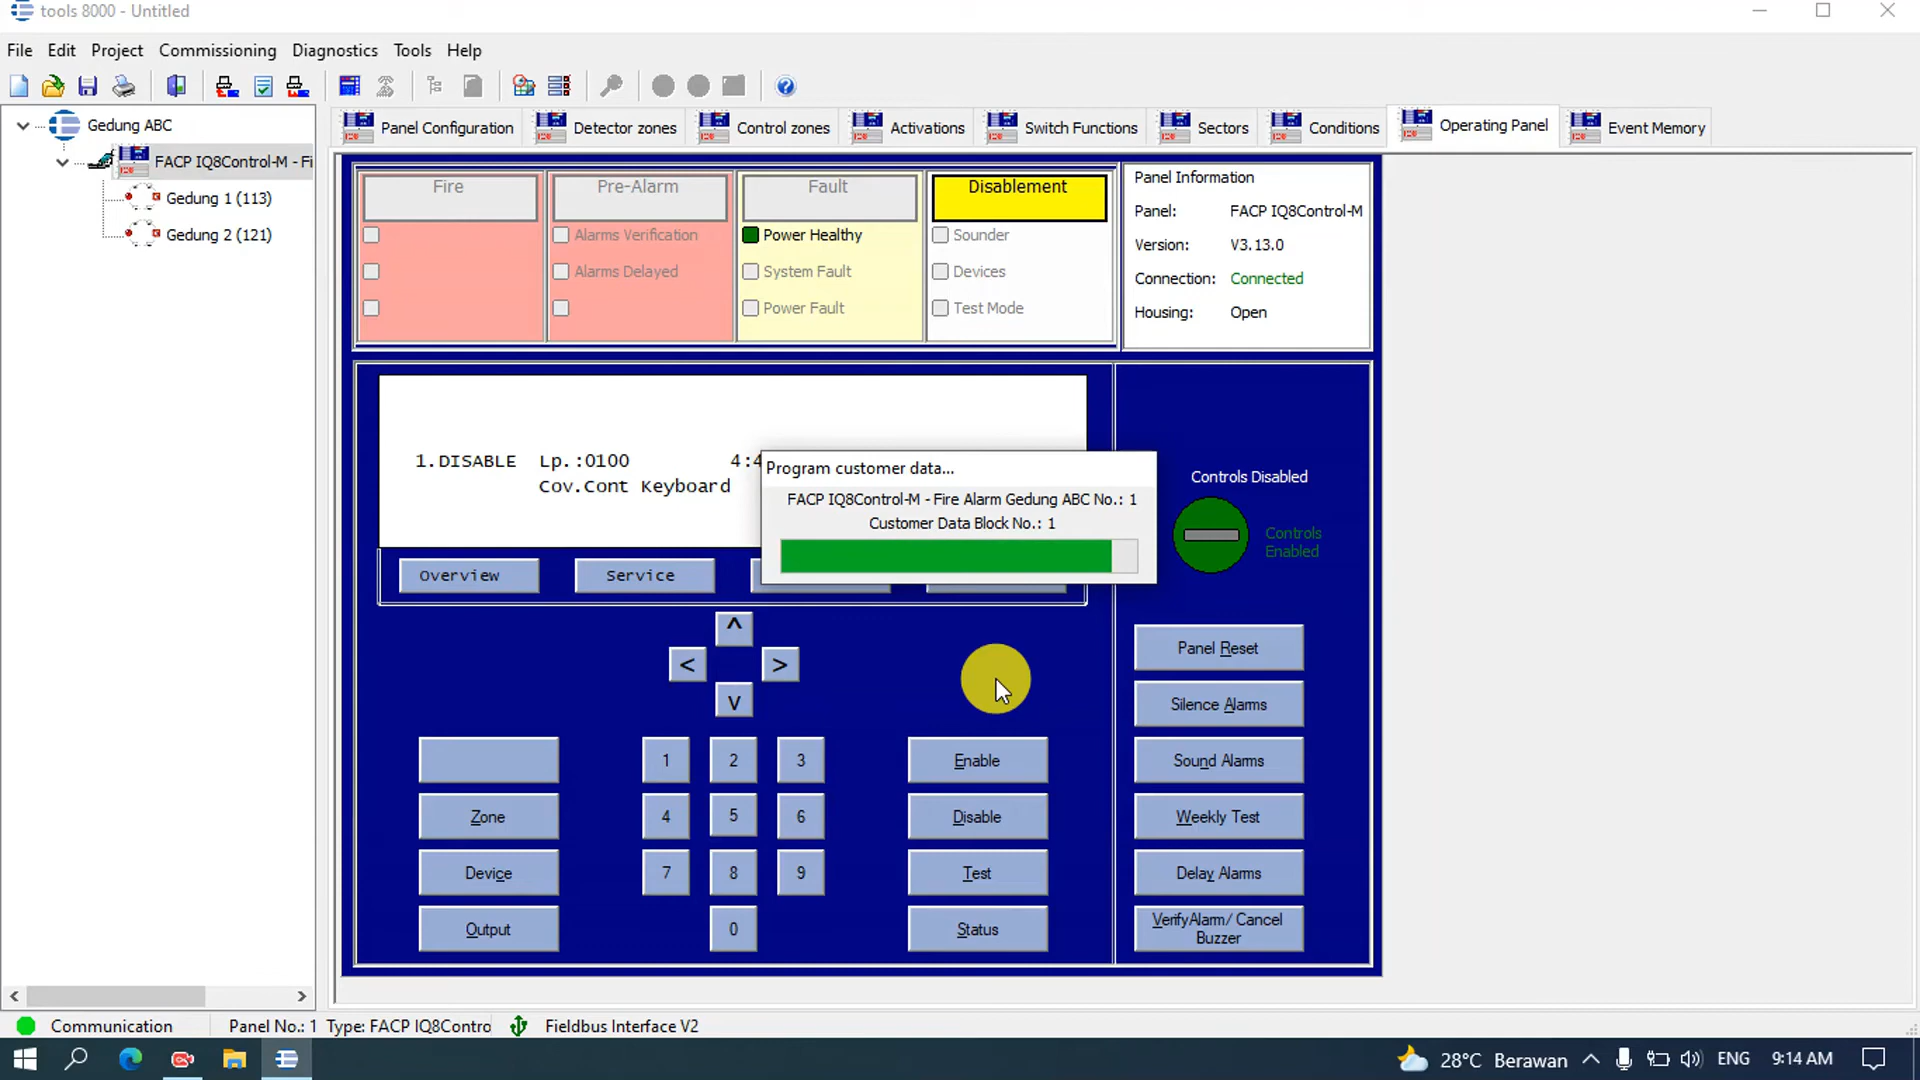 tools 8000 - Untitled
File Edit Project Commissioning Diagnostics Tools Help
Gedung ABC
FACP IQ8Control-M - Fi
Gedung 1 (113)
Gedung 2 (121)
Panel Configuration Detector zones Control zones Activations Switch Functions Sectors Conditions Operating Panel Event Memory
Fire Pre-Alarm Fault Disablement
Alarms Verification Power Healthy Sounder
Alarms Delayed System Fault Devices
Power Fault Test Mode
Panel Information
Panel: FACP IQ8Control-M
Version: V3.13.0
Connection: Connected
Housing: Open
1.DISABLE Lp.:0100 4:4
Cov.Cont Keyboard
Program customer data...
FACP IQ8Control-M - Fire Alarm Gedung ABC No.: 1
Customer Data Block No.: 1
Overview Service
Controls Disabled
Controls
Enabled
^
< >
v
1 2 3
4 5 6
7 8 9
0
Zone
Device
Output
Enable
Disable
Test
Status
Panel Reset
Silence Alarms
Sound Alarms
Weekly Test
Delay Alarms
VerifyAlarm/ Cancel
Buzzer
Communication Panel No.: 1 Type: FACP IQ8Contro Fieldbus Interface V2
28°C Berawan ENG 9:14 AM